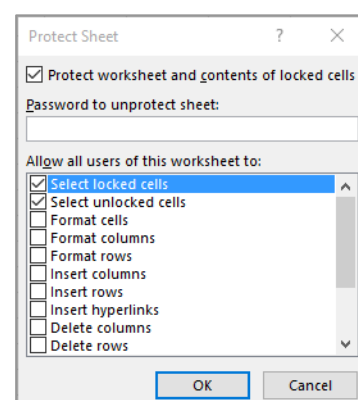 Protect Sheet ?
Protect worksheet and contents of locked cells
Password to unprotect sheet:
Allow all users of this worksheet to:
Select locked cells
Select unlocked cells
Format cells
Format columns
Format rows
Insert columns
Insert rows
Insert hyperlinks
Delete columns
Delete rows
OK Cancel